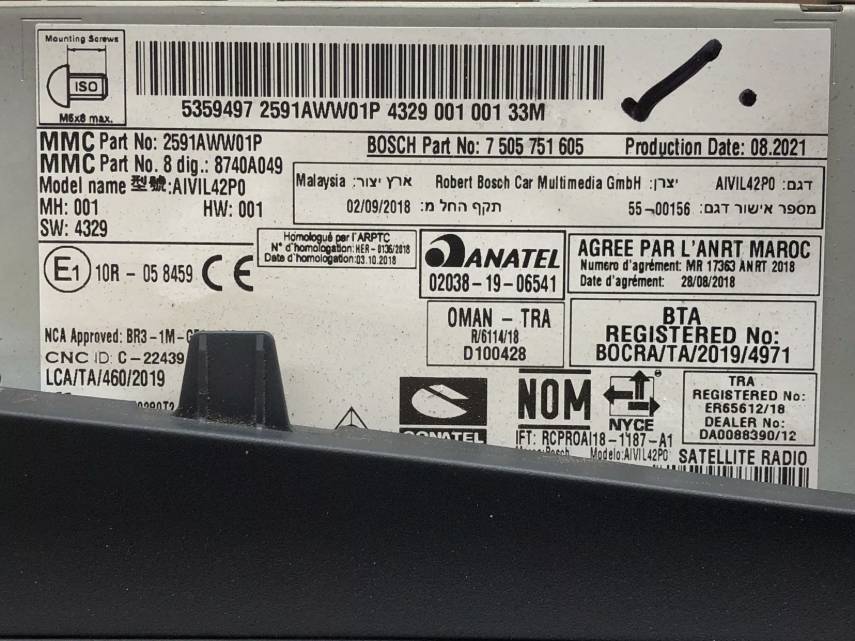 Mounting Screws
ISO
M5x8 max.
5359497 2591AWW01P 4329 001 001 33M
MMC Part No: 2591AWW01P
BOSCH Part No: 7 505 751 605
Production Date: 08.2021
MMC Part No. 8 dig.: 8740A049
Model name 型號:AIVIL42P0
MH: 001 HW: 001
SW: 4329
דגם: AIVIL42P0 יצרן: Robert Bosch Car Multimedia GmbH ארץ יצור: Malaysia
מספר אישור דגם: 55-00156 תקף החל מ: 02/09/2018
E1 10R - 05 8459 CE
Homologué par l'ARPTC
N° d'homologation:HER-0136/2018
Date d'homologation:03.10.2018
ANATEL
02038-19-06541
AGREE PAR L'ANRT MAROC
Numero d'agrément: MR 17363 ANRT 2018
Date d'agrément: 28/08/2018
OMAN - TRA
R/6114/18
D100428
BTA
REGISTERED No:
BOCRA/TA/2019/4971
NCA Approved: BR3-1M-
CNC ID: C-22439
LCA/TA/460/2019
CONATEL
NOM
NYCE
IFT: RCPROAI18-1187-A1
Modelo:AIVIL42P0
TRA
REGISTERED No:
ER65612/18
DEALER No:
DA0088390/12
SATELLITE RADIO